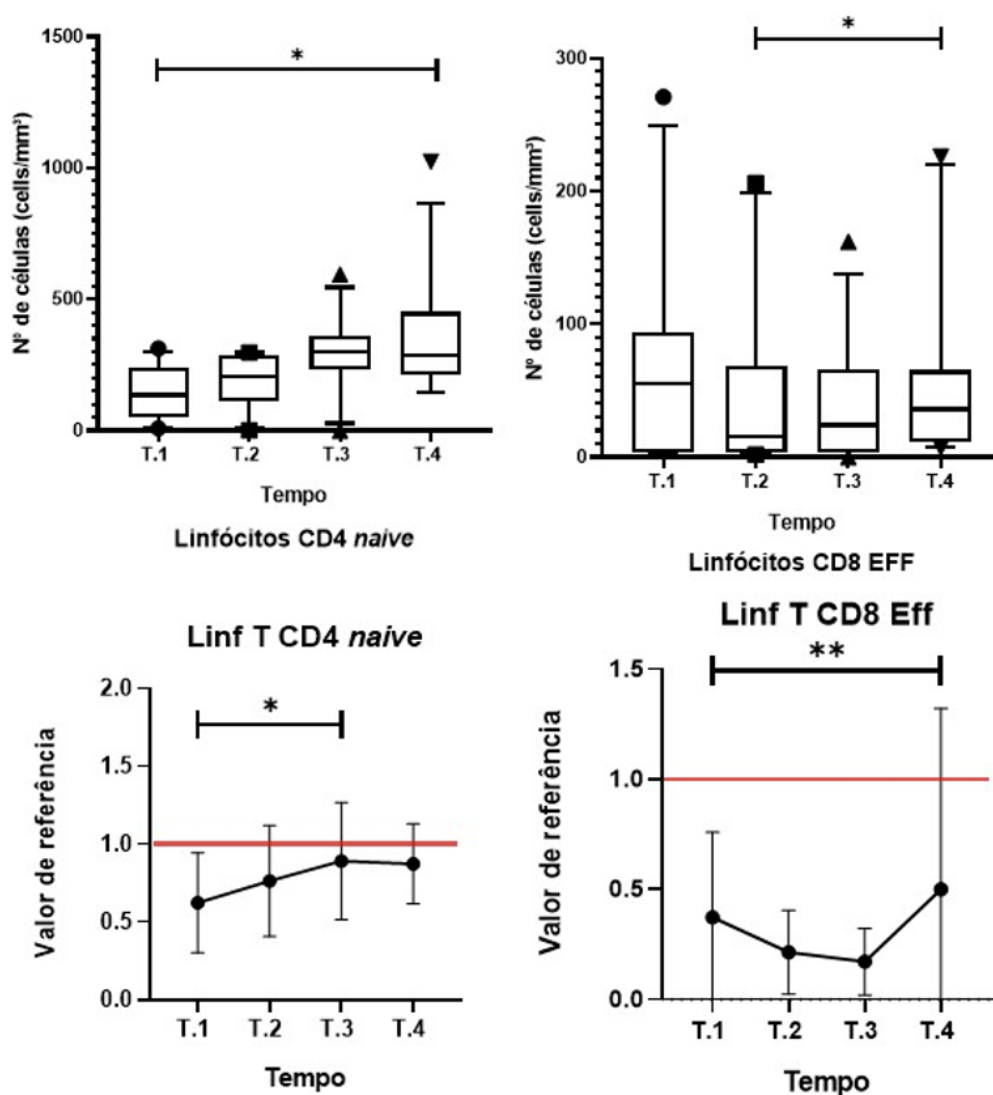 *
Nº de células (cells/mm³)
1500
1000
500
0
T.1 T.2 T.3 T.4
Tempo
Linfócitos CD4 naive
*
Nº de células (cells/mm³)
300
200
100
0
T.1 T.2 T.3 T.4
Tempo
Linfócitos CD8 EFF
Linf T CD4 naive
*
Valor de referência
2.0
1.5
1.0
0.5
0.0
T.1 T.2 T.3 T.4
Tempo
Linf T CD8 Eff
**
Valor de referência
1.5
1.0
0.5
0.0
T.1 T.2 T.3 T.4
Tempo